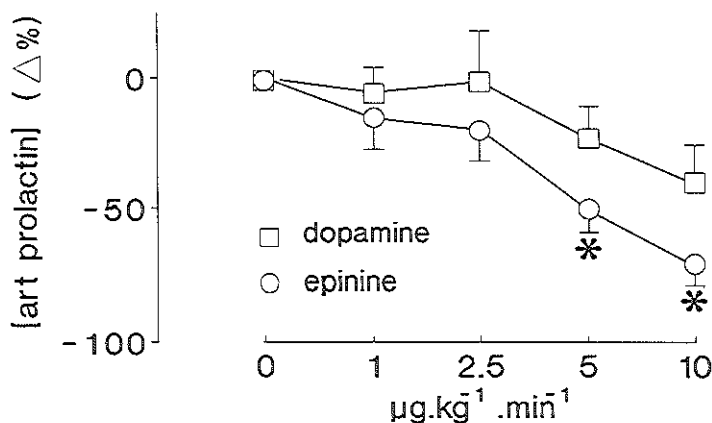 [art prolactin] (△%)
0
-50
-100
□ dopamine
○ epinine
* *
0 1 2.5 5 10
µg.kg⁻¹ .min⁻¹